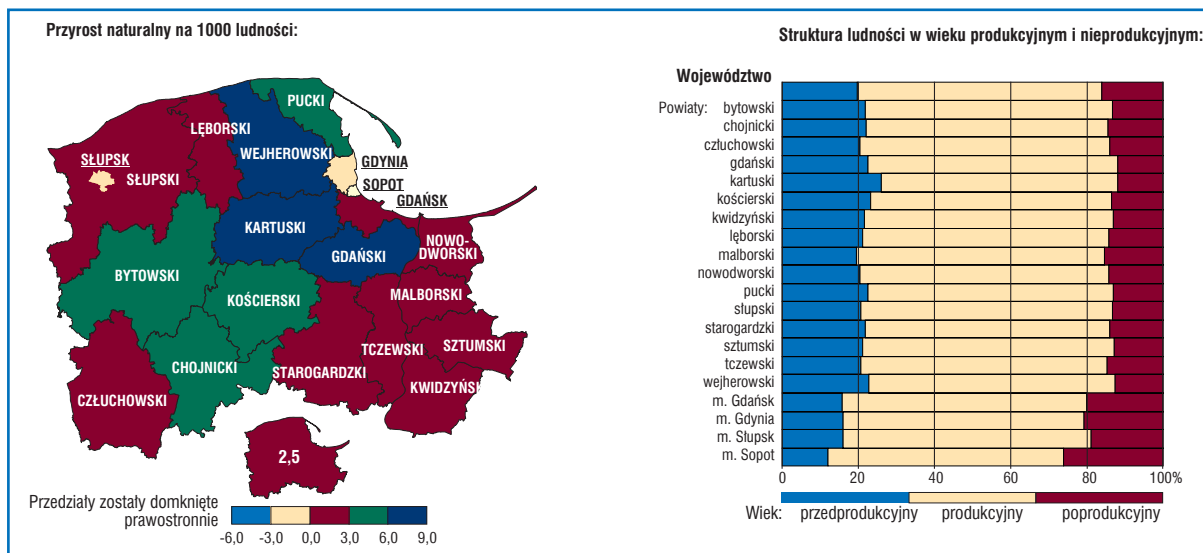 Przyrost naturalny na 1000 ludności:
PUCKI
LĘBORSKI
WEJHEROWSKI
SŁUPSK
SŁUPSKI
GDYNIA
SOPOT
GDAŃSK
KARTUSKI
NOWO-
DWORSKI
GDAŃSKI
BYTOWSKI
KOŚCIERSKI
MALBORSKI
CHOJNICKI
TCZEWSKI
SZTUMSKI
STAROGARDZKI
KWIDZYŃSKI
CZŁUCHOWSKI
2,5
Przedziały zostały domknięte
prawostronnie
-6,0 -3,0 0,0 3,0 6,0 9,0
Struktura ludności w wieku produkcyjnym i nieprodukcyjnym:
Województwo
Powiaty: bytowski
chojnicki
człuchowski
gdański
kartuski
kościerski
kwidzyński
lęborski
malborski
nowodworski
pucki
słupski
starogardzki
sztumski
tczewski
wejherowski
m. Gdańsk
m. Gdynia
m. Słupsk
m. Sopot
0 20 40 60 80 100%
Wiek: przedprodukcyjny produkcyjny poprodukcyjny